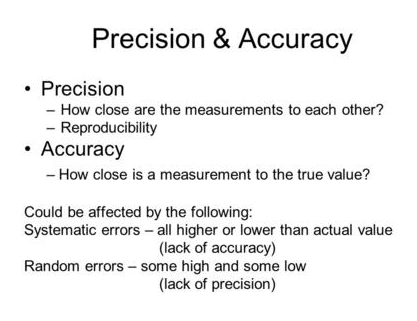 Precision & Accuracy
• Precision
– How close are the measurements to each other?
– Reproducibility
• Accuracy
– How close is a measurement to the true value?
Could be affected by the following:
Systematic errors – all higher or lower than actual value
(lack of accuracy)
Random errors – some high and some low
(lack of precision)